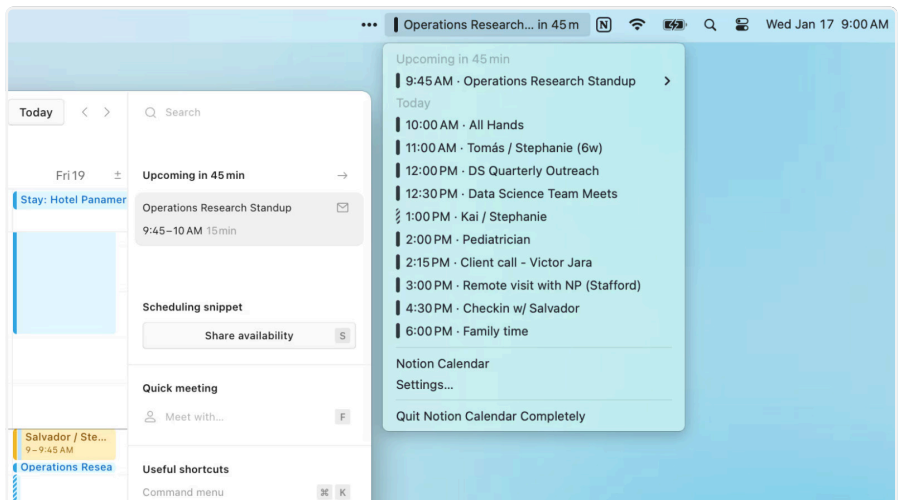 Operations Research... in 45 m
N
Wed Jan 17 9:00 AM
Upcoming in 45 min
9:45 AM · Operations Research Standup
Today
10:00 AM · All Hands
11:00 AM · Tomás / Stephanie (6w)
12:00 PM · DS Quarterly Outreach
12:30 PM · Data Science Team Meets
1:00 PM · Kai / Stephanie
2:00 PM · Pediatrician
2:15 PM · Client call - Victor Jara
3:00 PM · Remote visit with NP (Stafford)
4:30 PM · Checkin w/ Salvador
6:00 PM · Family time
Notion Calendar
Settings...
Quit Notion Calendar Completely
Today
Fri 19
Stay: Hotel Panamer
Salvador / Ste...
9–9:45 AM
Operations Resea
Search
Upcoming in 45 min
Operations Research Standup
9:45–10 AM 15min
Scheduling snippet
Share availability S
Quick meeting
Meet with... F
Useful shortcuts
Command menu ⌘ K